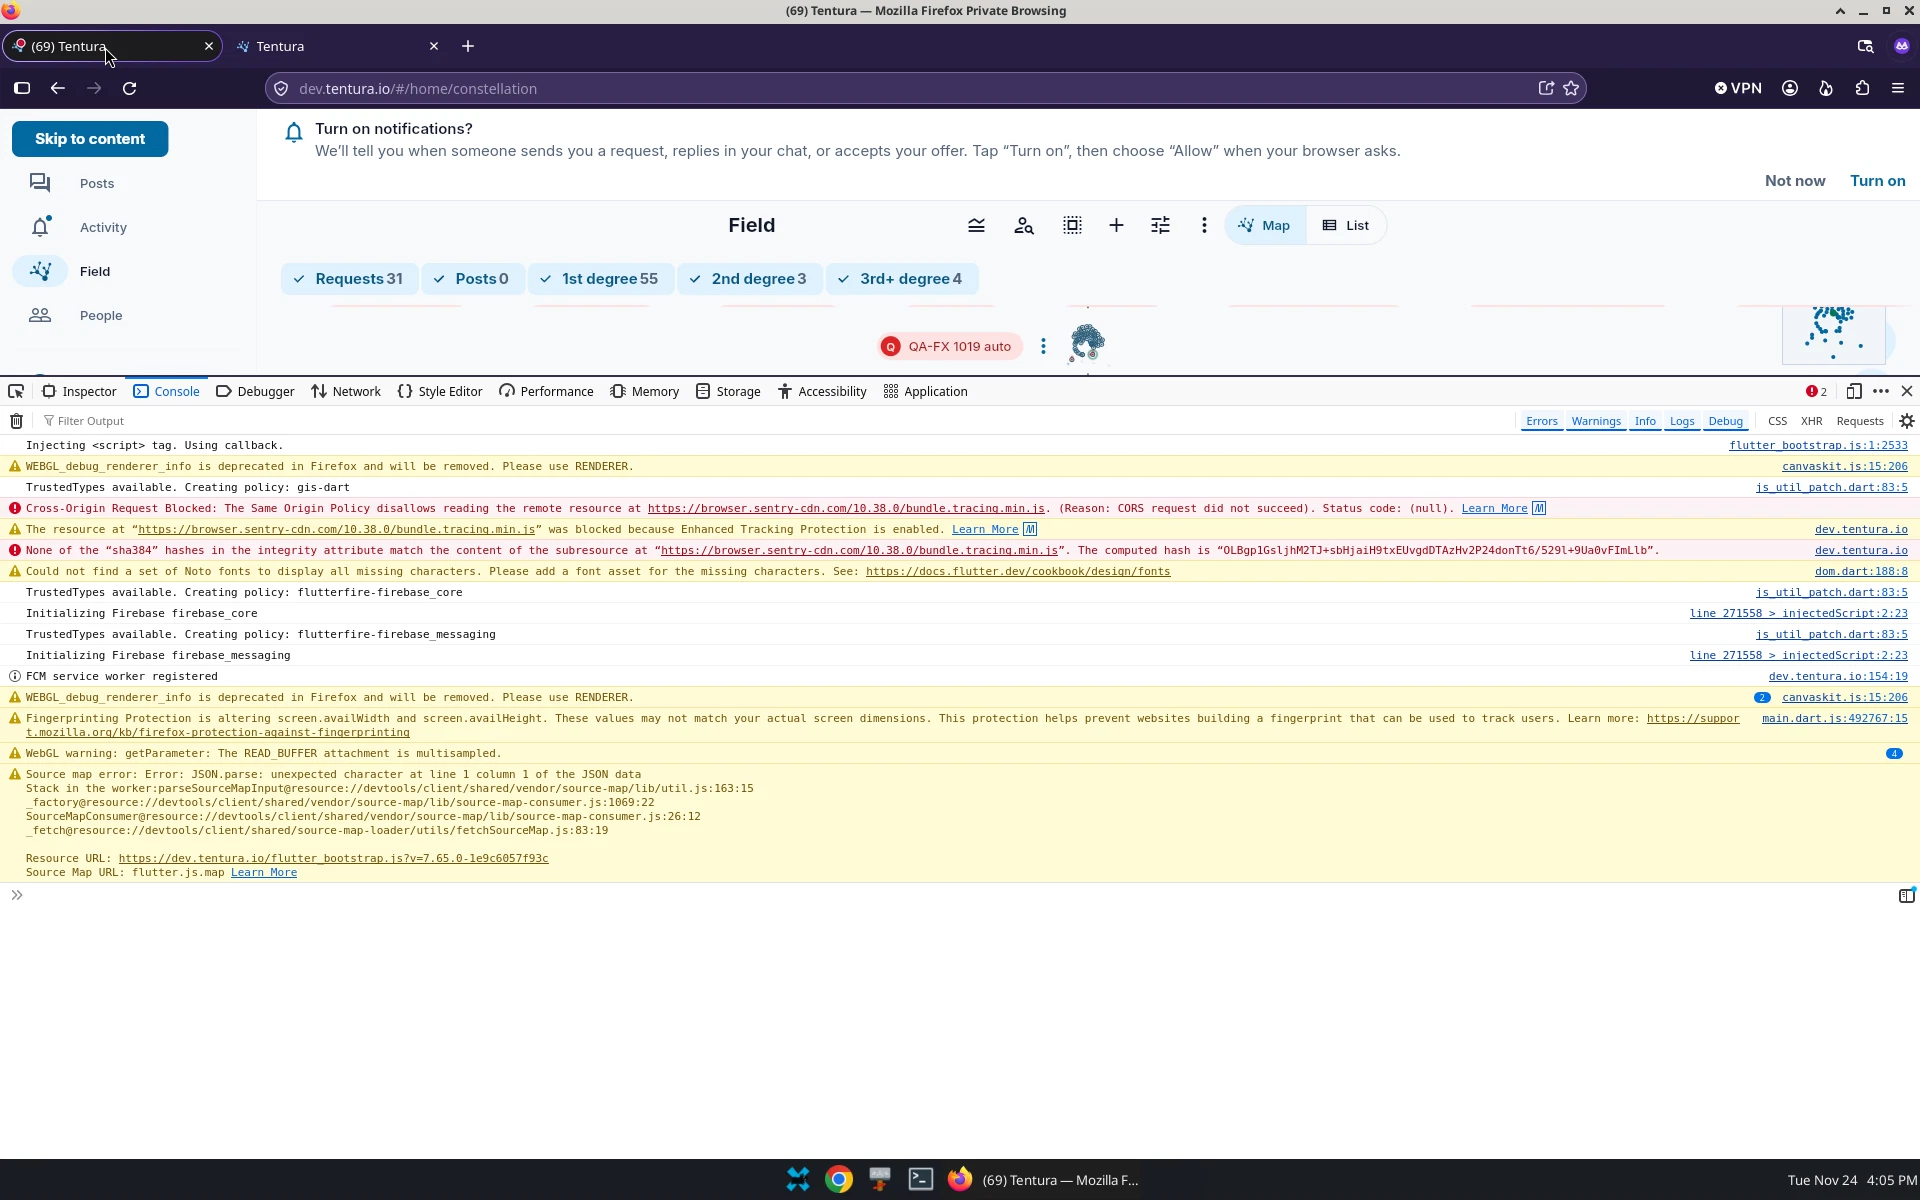 (69) Tentura — Mozilla Firefox Private Browsing
(69) Tentura
Tentura
dev.tentura.io/#/home/constellation
VPN
Skip to content
Turn on notifications?
We'll tell you when someone sends you a request, replies in your chat, or accepts your offer. Tap “Turn on”, then choose “Allow” when your browser asks.
Not now Turn on
Posts
Activity
Field
People
Field
Map List
Requests 31 Posts 0 1st degree 55 2nd degree 3 3rd+ degree 4
Q QA-FX 1019 auto
Inspector Console Debugger Network Style Editor Performance Memory Storage Accessibility Application 2
Filter Output Errors Warnings Info Logs Debug CSS XHR Requests
Injecting <script> tag. Using callback. flutter_bootstrap.js:1:2533
WEBGL_debug_renderer_info is deprecated in Firefox and will be removed. Please use RENDERER. canvaskit.js:15:206
TrustedTypes available. Creating policy: gis-dart js_util_patch.dart:83:5
Cross-Origin Request Blocked: The Same Origin Policy disallows reading the remote resource at https://browser.sentry-cdn.com/10.38.0/bundle.tracing.min.js. (Reason: CORS request did not succeed). Status code: (null). Learn More
The resource at “https://browser.sentry-cdn.com/10.38.0/bundle.tracing.min.js” was blocked because Enhanced Tracking Protection is enabled. Learn More dev.tentura.io
None of the “sha384” hashes in the integrity attribute match the content of the subresource at “https://browser.sentry-cdn.com/10.38.0/bundle.tracing.min.js”. The computed hash is “OLBgp1GsljhM2TJ+sbHjaiH9txEUvgdDTAzHv2P24donTt6/529l+9Ua0vFImLlb”. dev.tentura.io
Could not find a set of Noto fonts to display all missing characters. Please add a font asset for the missing characters. See: https://docs.flutter.dev/cookbook/design/fonts dom.dart:188:8
TrustedTypes available. Creating policy: flutterfire-firebase_core js_util_patch.dart:83:5
Initializing Firebase firebase_core line 271558 > injectedScript:2:23
TrustedTypes available. Creating policy: flutterfire-firebase_messaging js_util_patch.dart:83:5
Initializing Firebase firebase_messaging line 271558 > injectedScript:2:23
FCM service worker registered dev.tentura.io:154:19
WEBGL_debug_renderer_info is deprecated in Firefox and will be removed. Please use RENDERER. 2 canvaskit.js:15:206
Fingerprinting Protection is altering screen.availWidth and screen.availHeight. These values may not match your actual screen dimensions. This protection helps prevent websites building a fingerprint that can be used to track users. Learn more: https://suppor main.dart.js:492767:15
t.mozilla.org/kb/firefox-protection-against-fingerprinting
WebGL warning: getParameter: The READ_BUFFER attachment is multisampled. 4
Source map error: Error: JSON.parse: unexpected character at line 1 column 1 of the JSON data
Stack in the worker:parseSourceMapInput@resource://devtools/client/shared/vendor/source-map/lib/util.js:163:15
_factory@resource://devtools/client/shared/vendor/source-map/lib/source-map-consumer.js:1069:22
SourceMapConsumer@resource://devtools/client/shared/vendor/source-map/lib/source-map-consumer.js:26:12
_fetch@resource://devtools/client/shared/source-map-loader/utils/fetchSourceMap.js:83:19
Resource URL: https://dev.tentura.io/flutter_bootstrap.js?v=7.65.0-1e9c6057f93c
Source Map URL: flutter.js.map Learn More
(69) Tentura — Mozilla F...
Tue Nov 24 4:05 PM